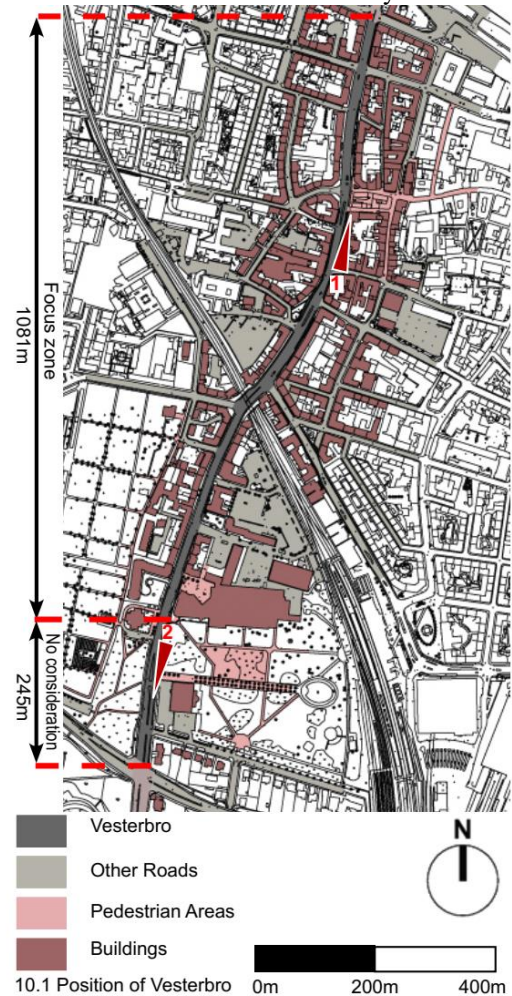 Focus zone
1081m
1
No consideration
245m
2
Vesterbro
Other Roads
Pedestrian Areas
Buildings
N
10.1 Position of Vesterbro
0m
200m
400m